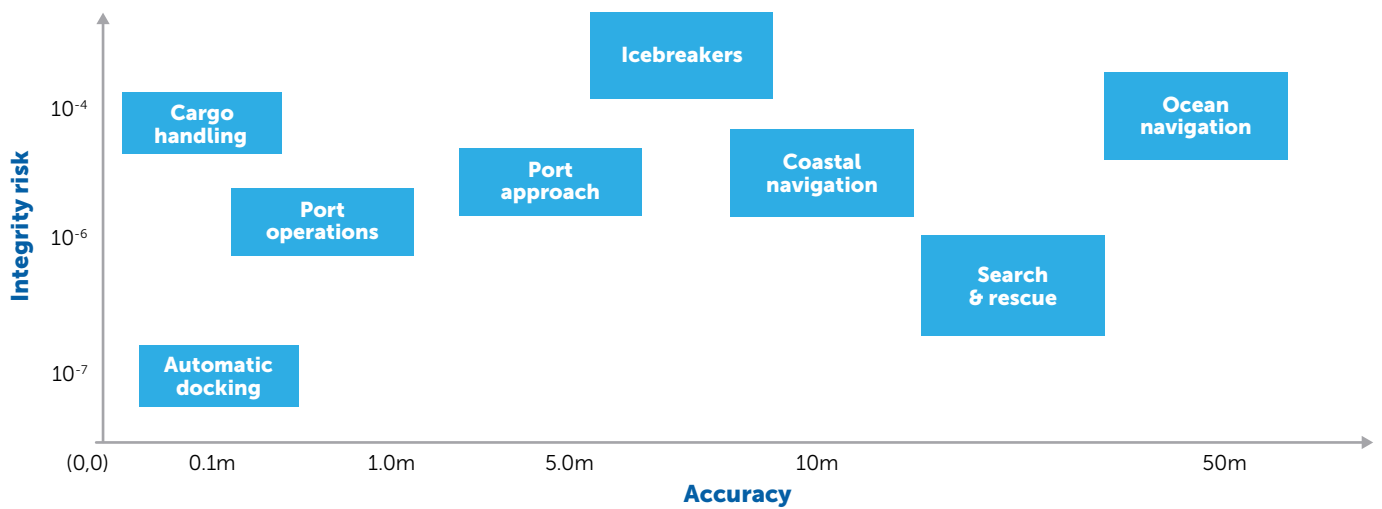 Icebreakers
Cargo
handling
Ocean
navigation
Port
approach
Coastal
navigation
Port
operations
Search
& rescue
Automatic
docking
Integrity risk
10⁻⁴
10⁻⁶
10⁻⁷
(0,0)
0.1m
1.0m
5.0m
10m
50m
Accuracy